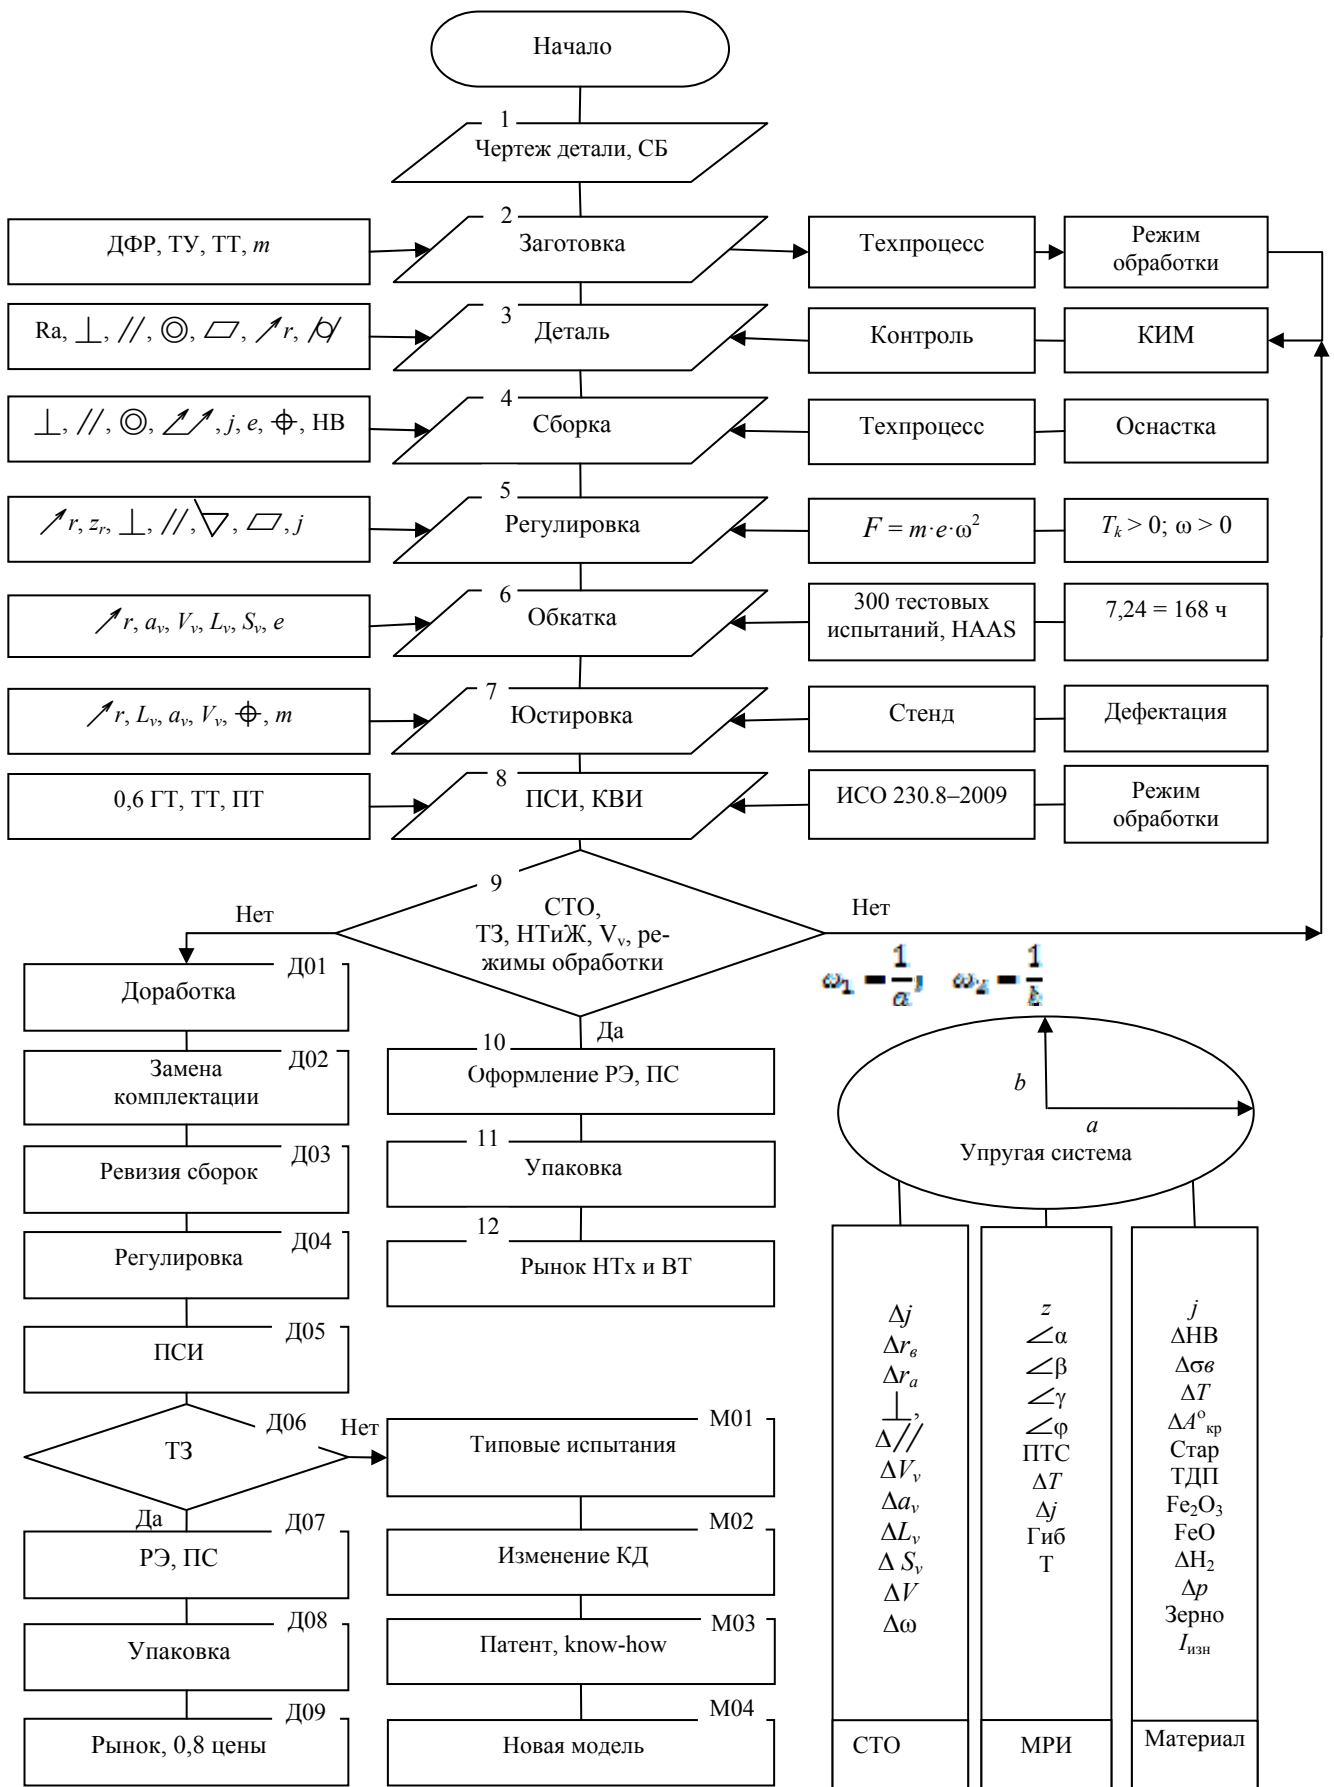 Начало
1
Чертеж детали, СБ
ДФР, ТУ, ТТ, m
2
Заготовка
Техпроцесс
Режим
обработки
Ra, ⊥, //, ◎, ▱, ↗ r, /○/
3
Деталь
Контроль
КИМ
⊥, //, ◎, ↗↗, j, e, ⌖, НВ
4
Сборка
Техпроцесс
Оснастка
↗ r, zᵣ, ⊥, //, ▽, ▱, j
5
Регулировка
F = m·e·ω²
Tₖ > 0; ω > 0
↗ r, aᵥ, Vᵥ, Lᵥ, Sᵥ, e
6
Обкатка
300 тестовых
испытаний, HAAS
7,24 = 168 ч
↗ r, Lᵥ, aᵥ, Vᵥ, ⌖, m
7
Юстировка
Стенд
Дефектация
0,6 ГТ, ТТ, ПТ
8
ПСИ, КВИ
ИСО 230.8–2009
Режим
обработки
9
СТО,
ТЗ, НТиЖ, Vᵥ, ре-
жимы обработки
Нет
Нет
Да
Д01
Доработка
Д02
Замена
комплектации
Д03
Ревизия сборок
Д04
Регулировка
Д05
ПСИ
Д06
ТЗ
Нет
Да
Д07
РЭ, ПС
Д08
Упаковка
Д09
Рынок, 0,8 цены
10
Оформление РЭ, ПС
11
Упаковка
12
Рынок НТх и ВТ
М01
Типовые испытания
М02
Изменение КД
М03
Патент, know-how
М04
Новая модель
ω₁ = 1/a, ω₂ = 1/b
b
a
Упругая система
Δj
Δr_в
Δr_a
⊥,
Δ//
ΔVᵥ
Δaᵥ
ΔLᵥ
Δ Sᵥ
ΔV
Δω
СТО
z
∠α
∠β
∠γ
∠φ
ПТС
ΔT
Δj
Гиб
Т
МРИ
j
ΔНВ
Δσв
ΔT
ΔA°кр
Стар
ТДП
Fe₂O₃
FeO
ΔH₂
Δp
Зерно
Iизн
Материал